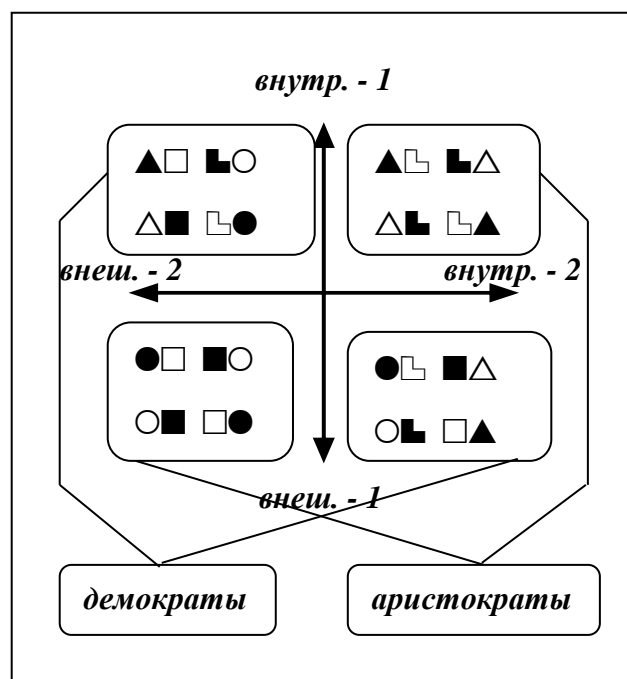 внутр. - 1
внеш. - 2
внутр. - 2
внеш. - 1
демократы
аристократы